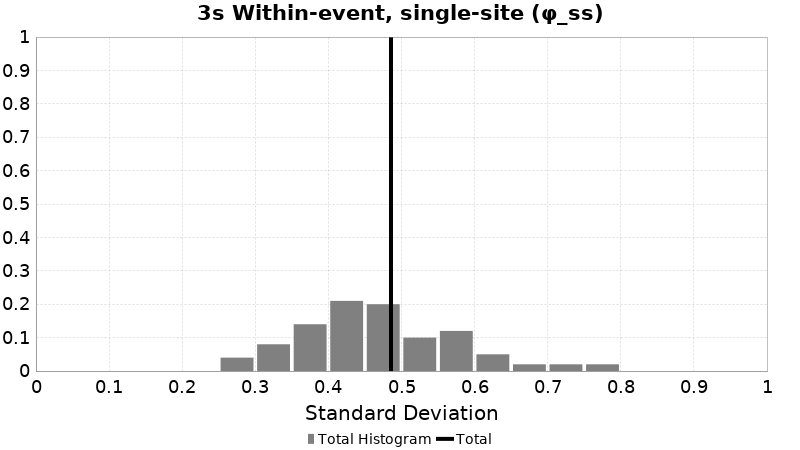 3s Within-event, single-site (φ_ss)
1
0.9
0.8
0.7
0.6
0.5
0.4
0.3
0.2
0.1
0
0 0.1 0.2 0.3 0.4 0.5 0.6 0.7 0.8 0.9 1
Standard Deviation
Total Histogram Total